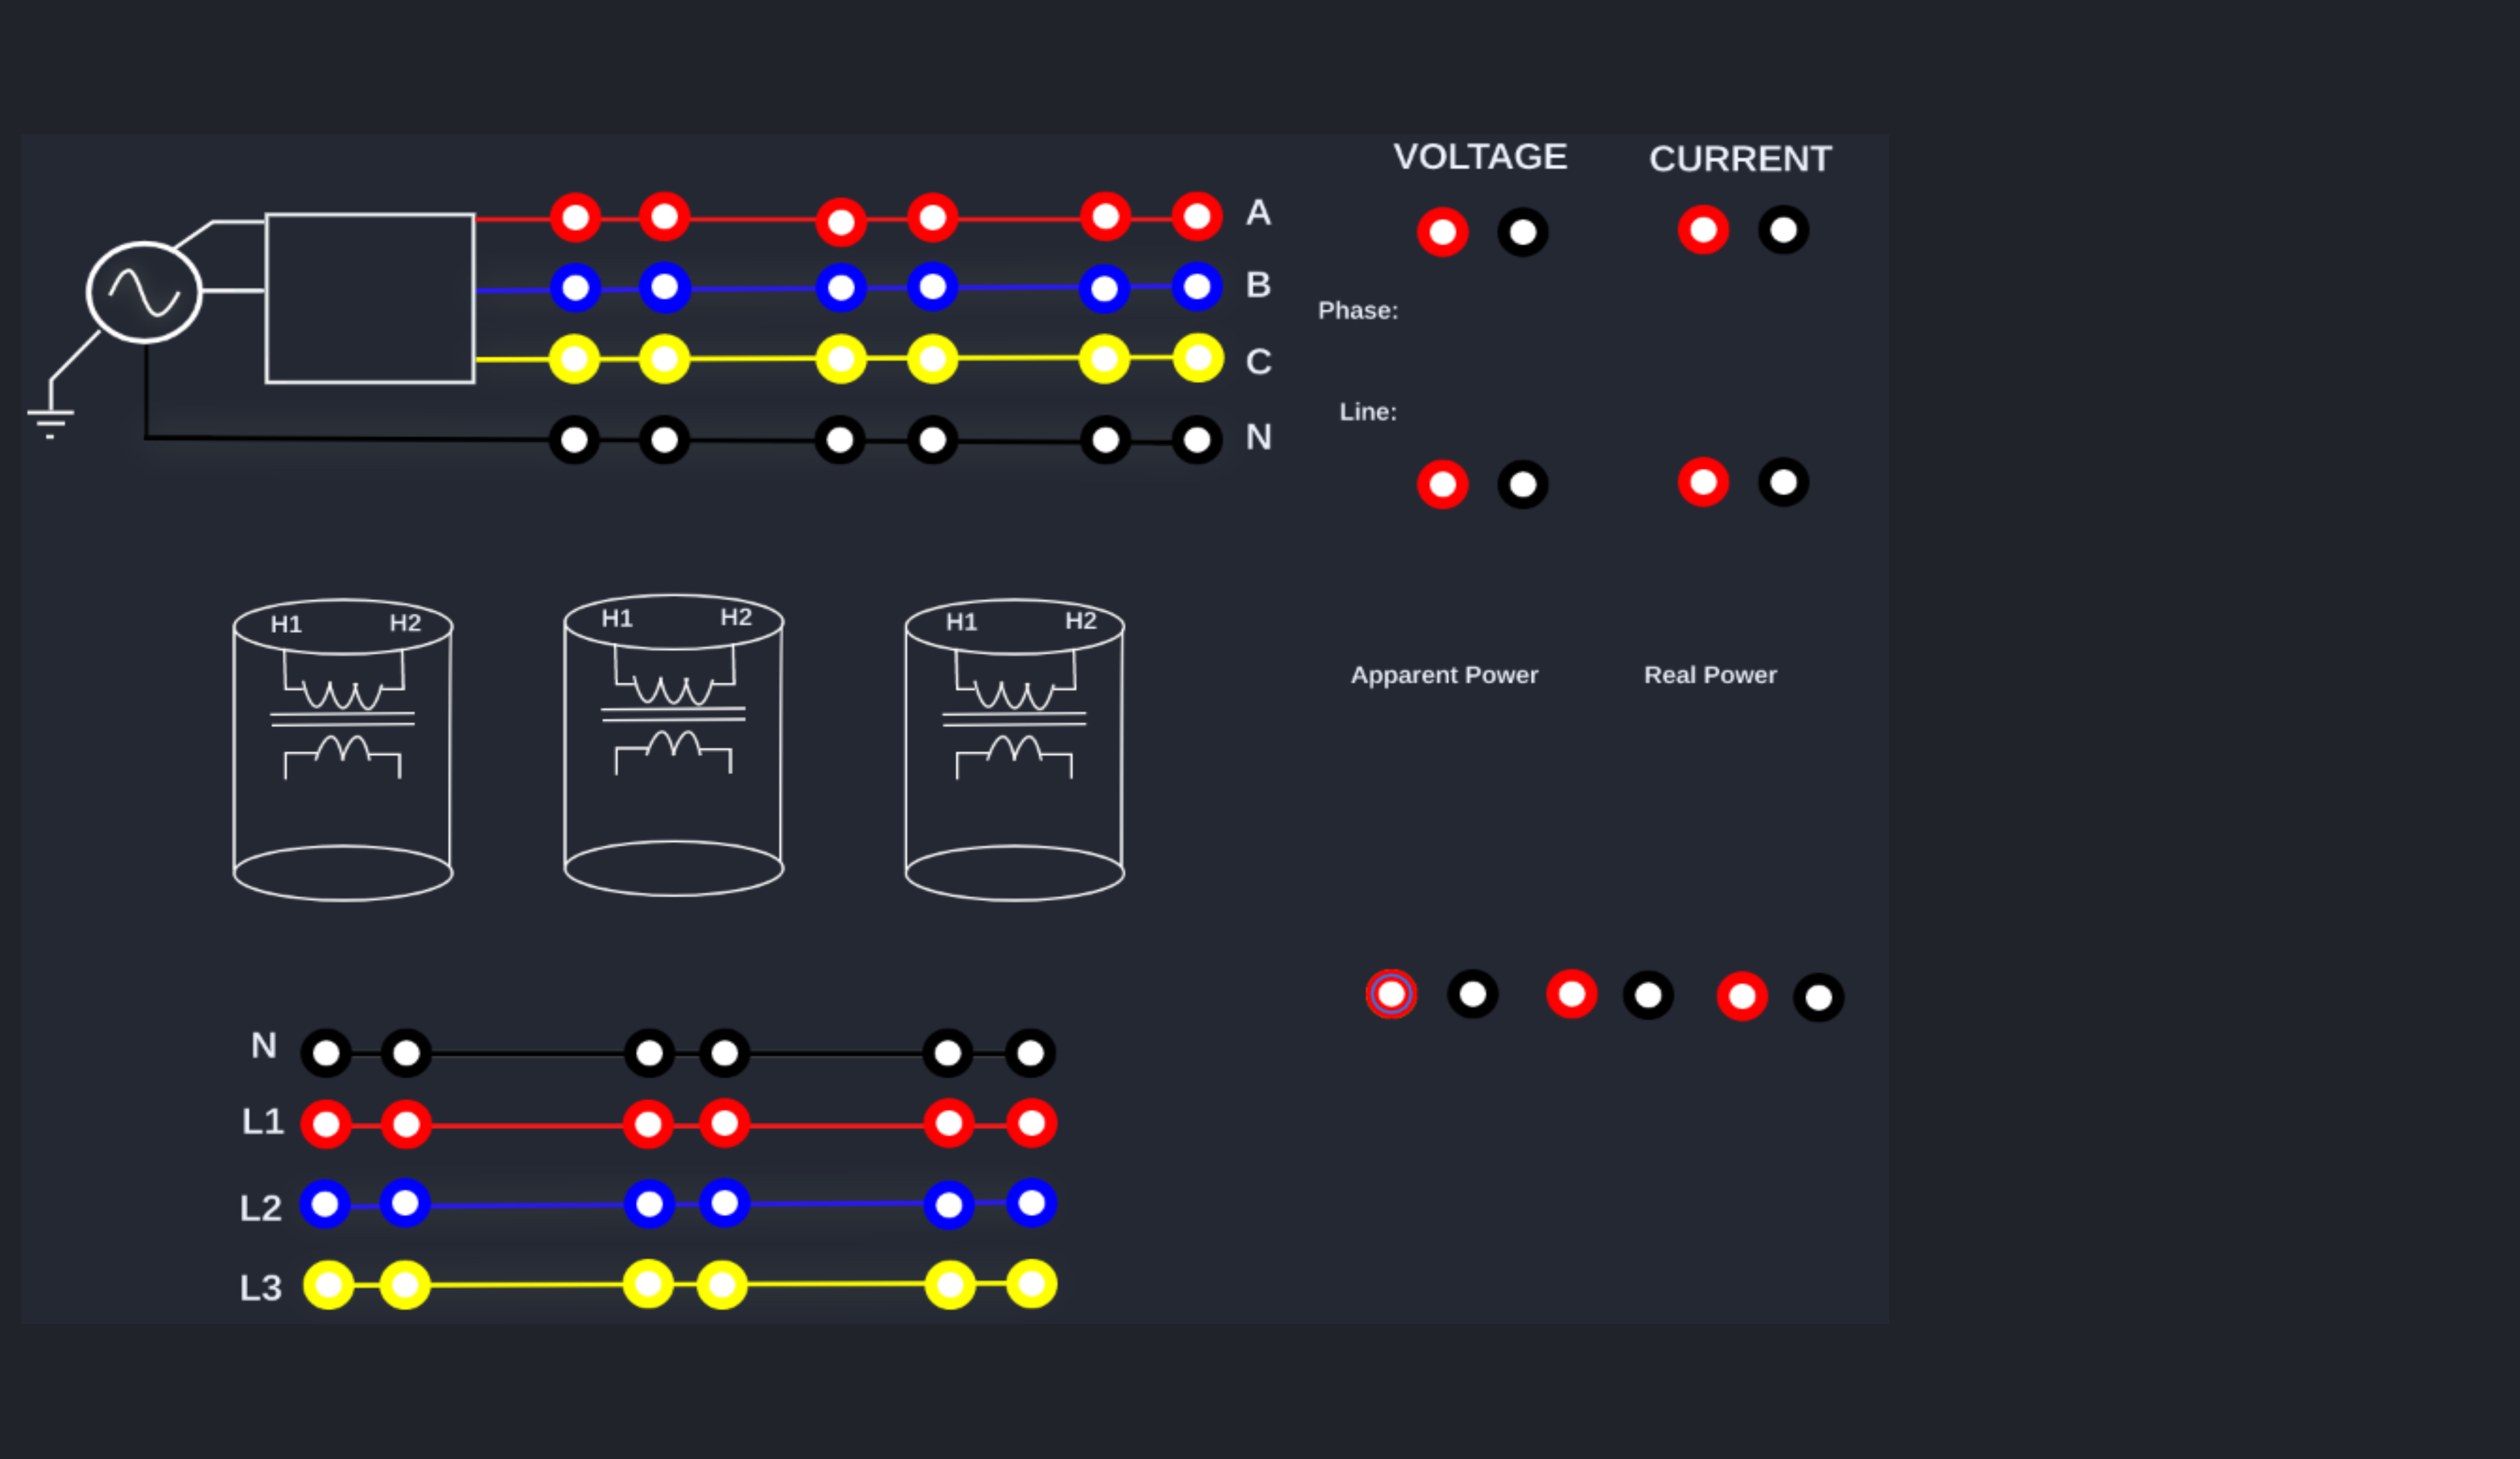 VOLTAGE CURRENT
A
B
Phase:
C
Line:
N
H1 H2 H1 H2 H1 H2
Apparent Power Real Power
N
L1
L2
L3